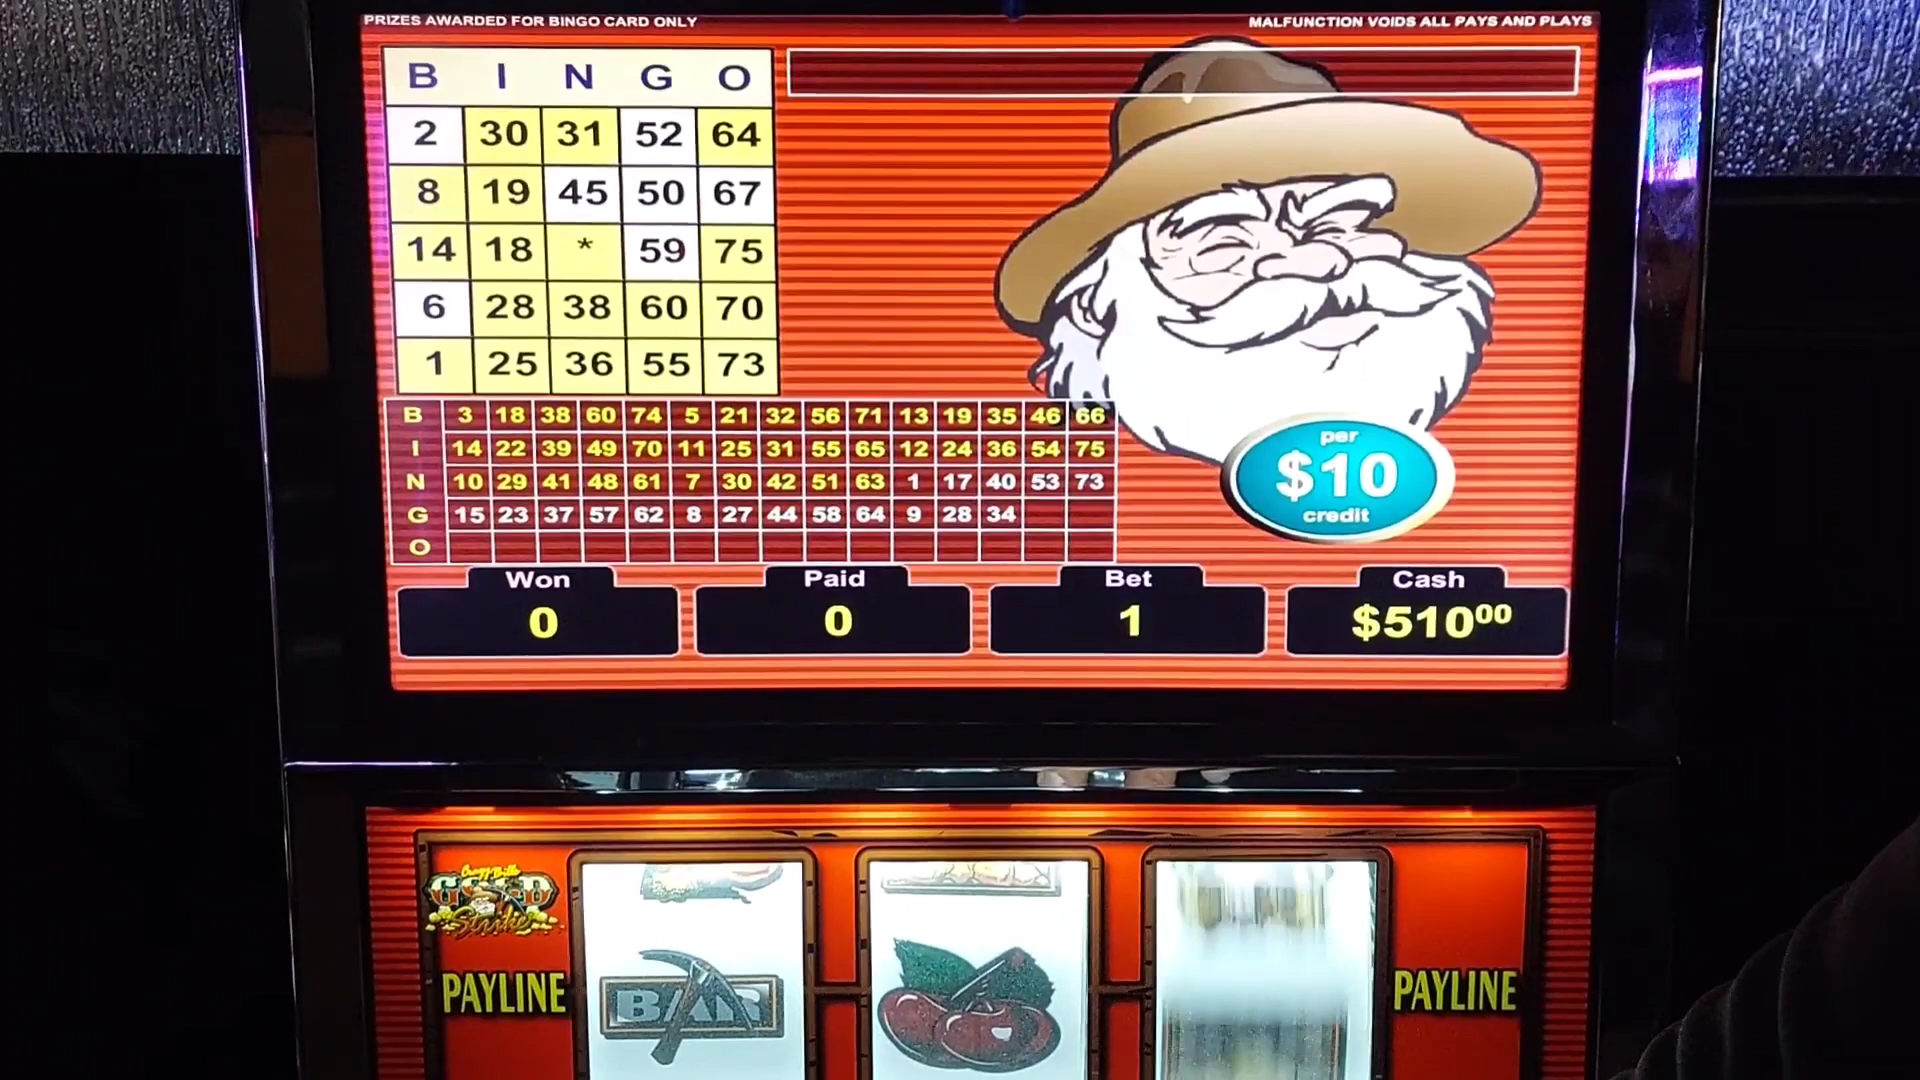 PRIZES AWARDED FOR BINGO CARD ONLY
MALFUNCTION VOIDS ALL PAYS AND PLAYS
B I N G O
2 30 31 52 64
8 19 45 50 67
14 18 * 59 75
6 28 38 60 70
1 25 36 55 73
B 3 18 38 60 74 5 21 32 56 71 13 19 35 46 66
I 14 22 39 49 70 11 25 31 55 65 12 24 36 54 75
N 10 29 41 48 61 7 30 42 51 63 1 17 40 53 73
G 15 23 37 57 62 8 27 44 58 64 9 28 34
O
per
$10
credit
Won
0
Paid
0
Bet
1
Cash
$51000
Crazy Bill's
GOLD
Strike
PAYLINE
BAR
PAYLINE